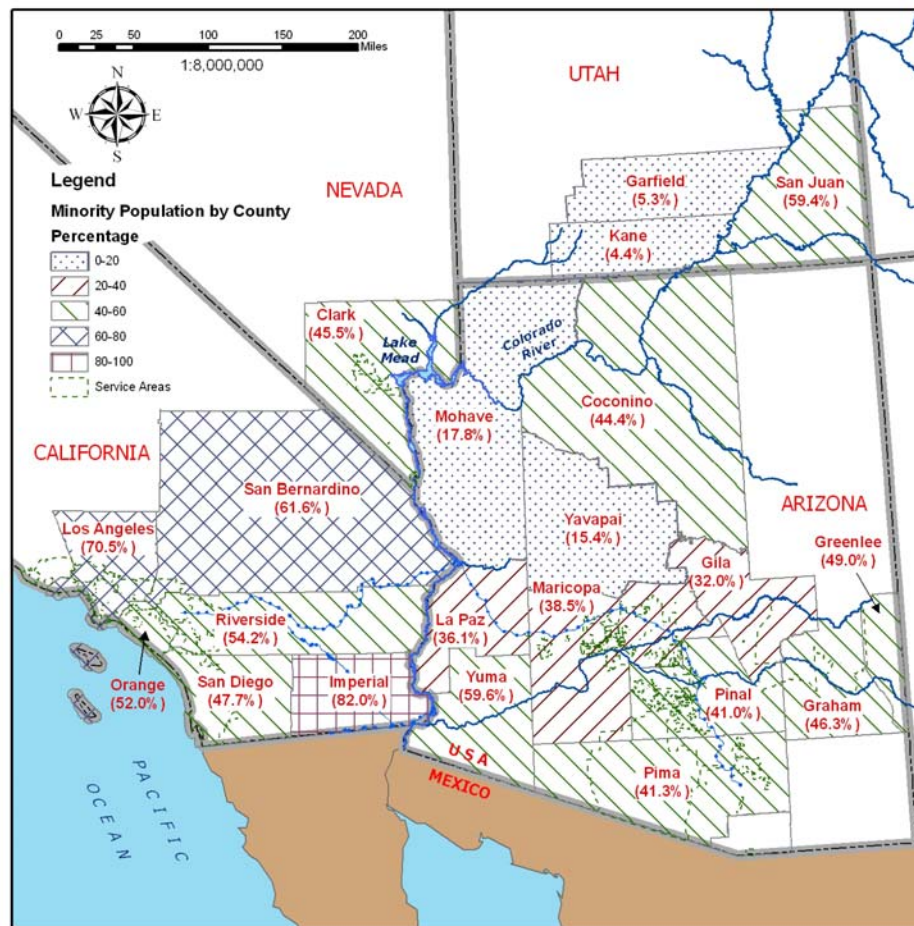 0 25 50 100 150 200
Miles
1:8,000,000
N
W E
S
Legend
Minority Population by County
Percentage
0-20
20-40
40-60
60-80
80-100
Service Areas
UTAH
NEVADA
Garfield
(5.3%)
San Juan
(59.4%)
Kane
(4.4%)
Clark
(45.5%)
Lake
Mead
Colorado
River
Mohave
(17.8%)
Coconino
(44.4%)
CALIFORNIA
San Bernardino
(61.6%)
Los Angeles
(70.5%)
Yavapai
(15.4%)
ARIZONA
Greenlee
(49.0%)
Gila
(32.0%)
Maricopa
(38.5%)
Riverside
(54.2%)
La Paz
(36.1%)
Orange
(52.0%)
San Diego
(47.7%)
Imperial
(82.0%)
Yuma
(59.6%)
Pinal
(41.0%)
Graham
(46.3%)
Pima
(41.3%)
USA
MEXICO
PACIFIC
OCEAN